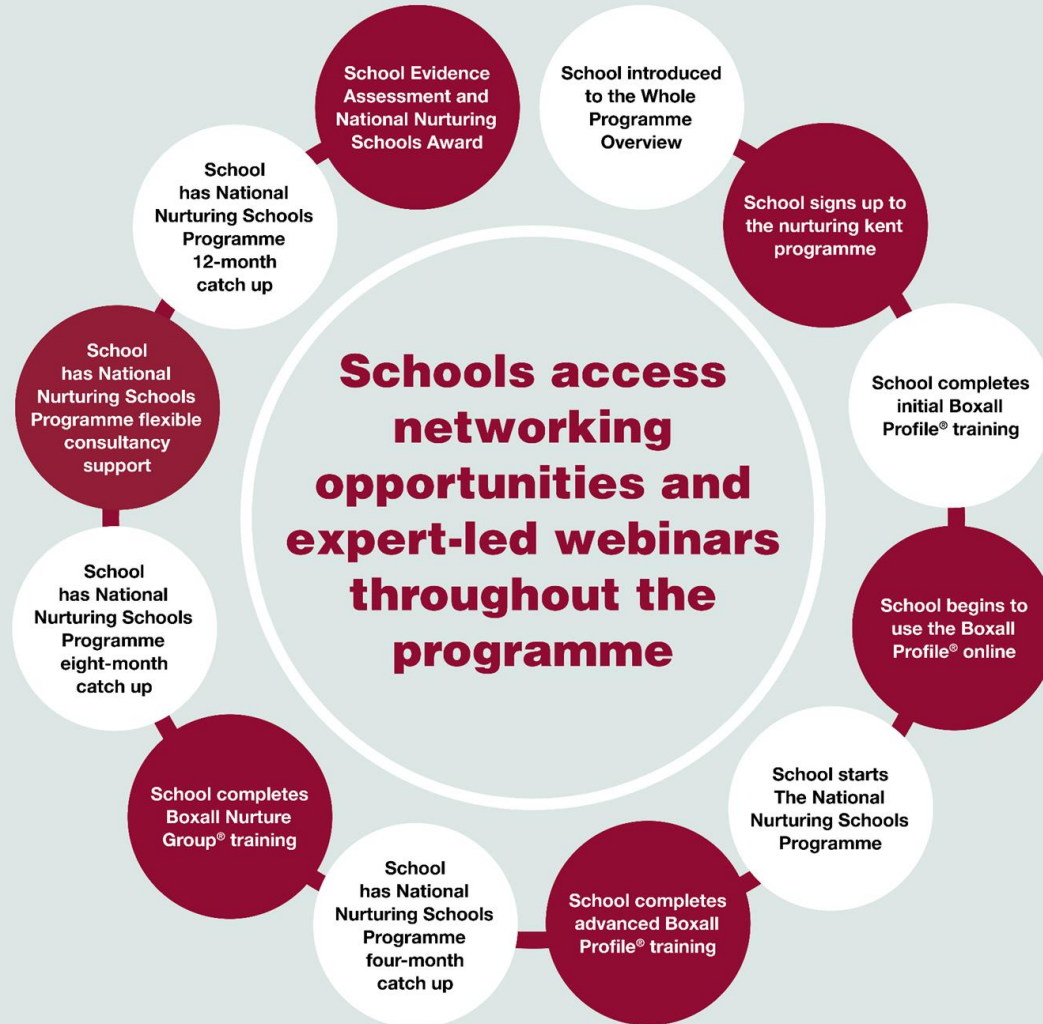 School introduced
to the Whole
Programme
Overview
School signs up to
the nurturing kent
programme
School completes
initial Boxall
Profile® training
School begins to
use the Boxall
Profile® online
School starts
The National
Nurturing Schools
Programme
School completes
advanced Boxall
Profile® training
School
has National
Nurturing Schools
Programme
four-month
catch up
School completes
Boxall Nurture
Group® training
School
has National
Nurturing Schools
Programme
eight-month
catch up
School
has National
Nurturing Schools
Programme flexible
consultancy
support
School
has National
Nurturing Schools
Programme
12-month
catch up
School Evidence
Assessment and
National Nurturing
Schools Award
Schools access
networking
opportunities and
expert-led webinars
throughout the
programme